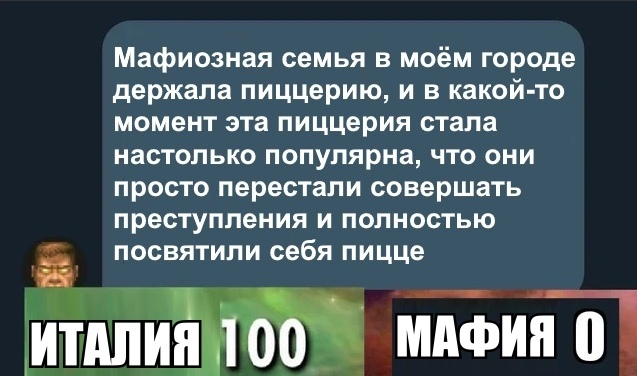 Мафиозная семья в моём городе
держала пиццерию, и в какой-то
момент эта пиццерия стала
настолько популярна, что они
просто перестали совершать
преступления и полностью
посвятили себя пицце
ИТАЛИЯ 100 МАФИЯ 0